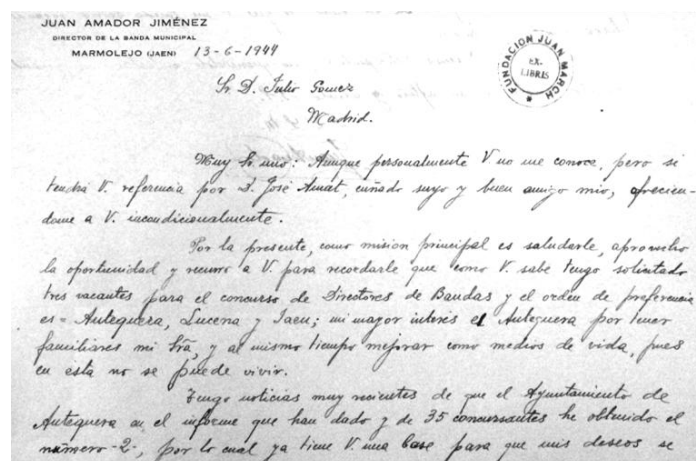 JUAN AMADOR JIMÉNEZ
DIRECTOR DE LA BANDA MUNICIPAL
MARMOLEJO (JAEN) 13-6-1944
FUNDACION JUAN MARCH
EX-LIBRIS
Sr. D. Julio Gomez
Madrid.
Muy Sr. mio: Aunque personalmente V no me conoce, pero si
tendrá V. referencia por D. José Amat, cuñado suyo y buen amigo mio, ofrecien-
dome a V. incondicionalmente.
Por la presente, como mision principal es saludarle, aprovecho
la oportunidad y recurro a V. para recordarle que como V. sabe tengo solicitado
tres vacantes para el concurso de Directores de Bandas y el orden de preferencia
es = Antequera, Lucena y Jaen; mi mayor interés es Antequera por tener
familiares mi Sra, y al mismo tiempo mejorar como medios de vida, pues
en esta no se puede vivir.
Tengo noticias muy recientes de que el Ayuntamiento de
Antequera en el informe que han dado y de 35 concursantes he obtenido el
número -2-, por lo cual ya tiene V. una base para que mis deseos se